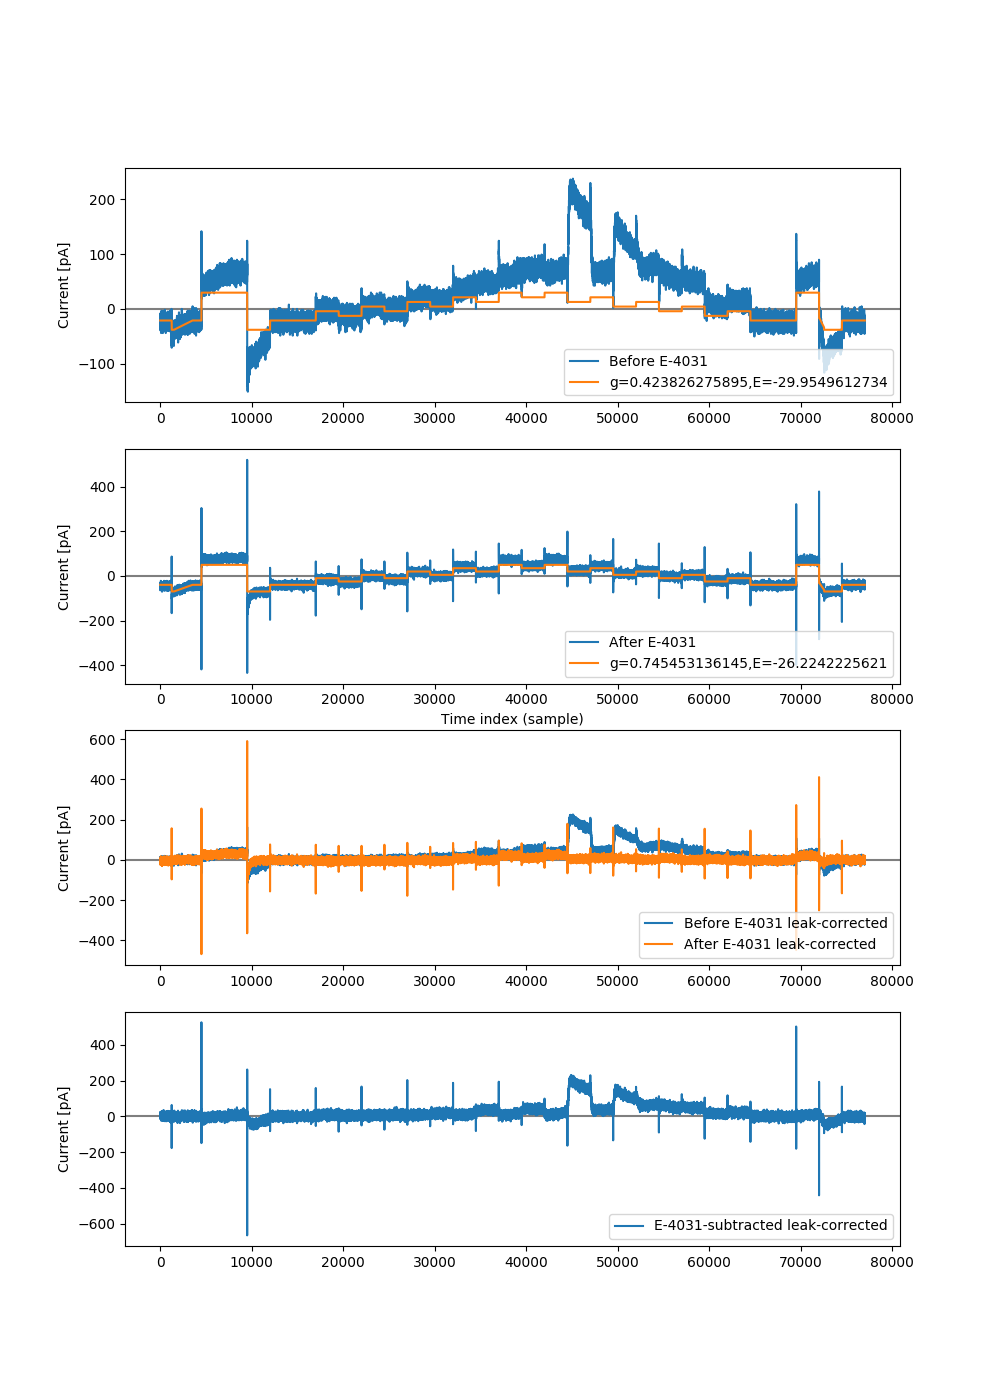 200
100
0
−100
Current [pA]
Before E-4031
g=0.423826275895,E=-29.9549612734
0 10000 20000 30000 40000 50000 60000 70000 80000
400
200
0
−200
−400
Current [pA]
After E-4031
g=0.745453136145,E=-26.2242225621
0 10000 20000 30000 40000 50000 60000 70000 80000
Time index (sample)
600
400
200
0
−200
−400
Current [pA]
Before E-4031 leak-corrected
After E-4031 leak-corrected
0 10000 20000 30000 40000 50000 60000 70000 80000
400
200
0
−200
−400
−600
Current [pA]
E-4031-subtracted leak-corrected
0 10000 20000 30000 40000 50000 60000 70000 80000